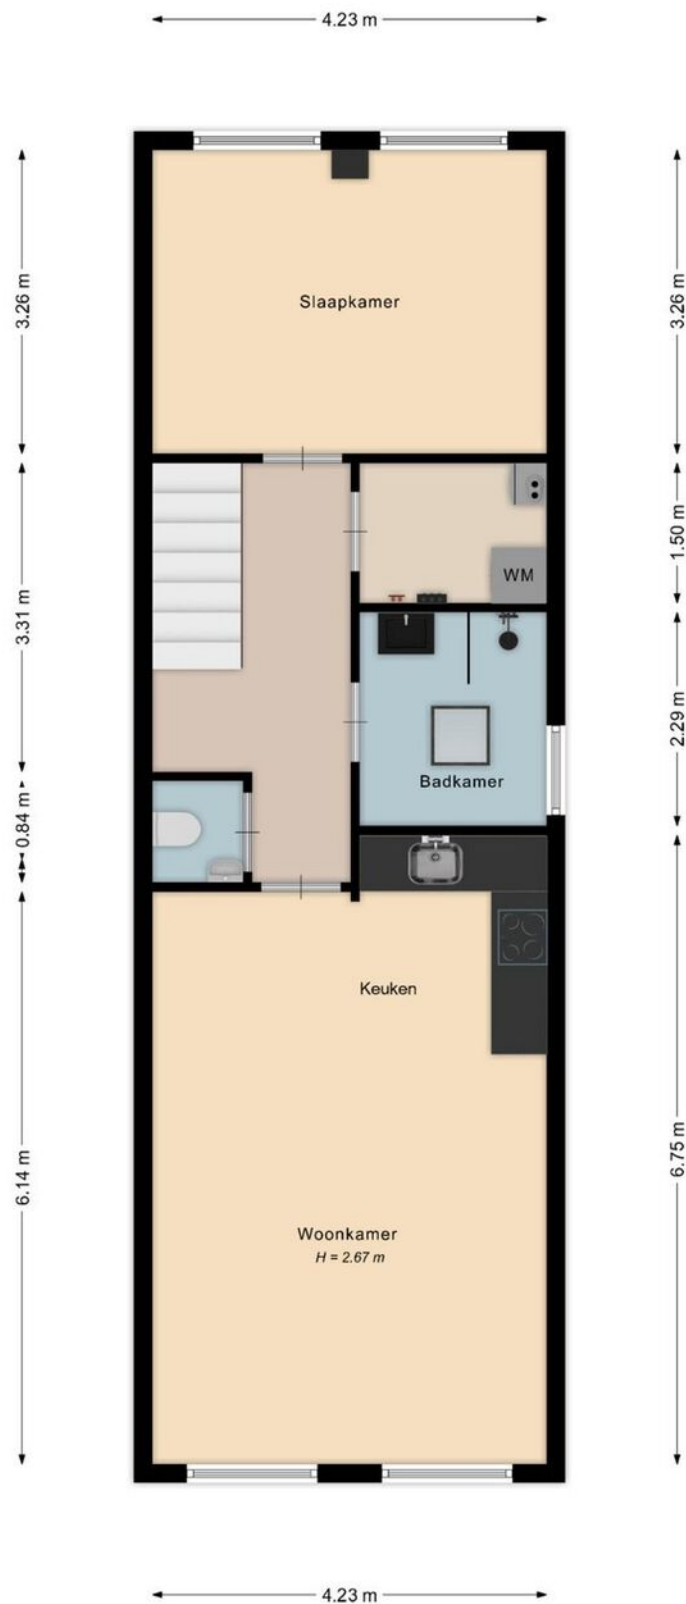 4.23 m
3.26 m
3.26 m
Slaapkamer
1.50 m
WM
3.31 m
2.29 m
Badkamer
0.84 m
Keuken
6.14 m
6.75 m
Woonkamer
H = 2.67 m
4.23 m